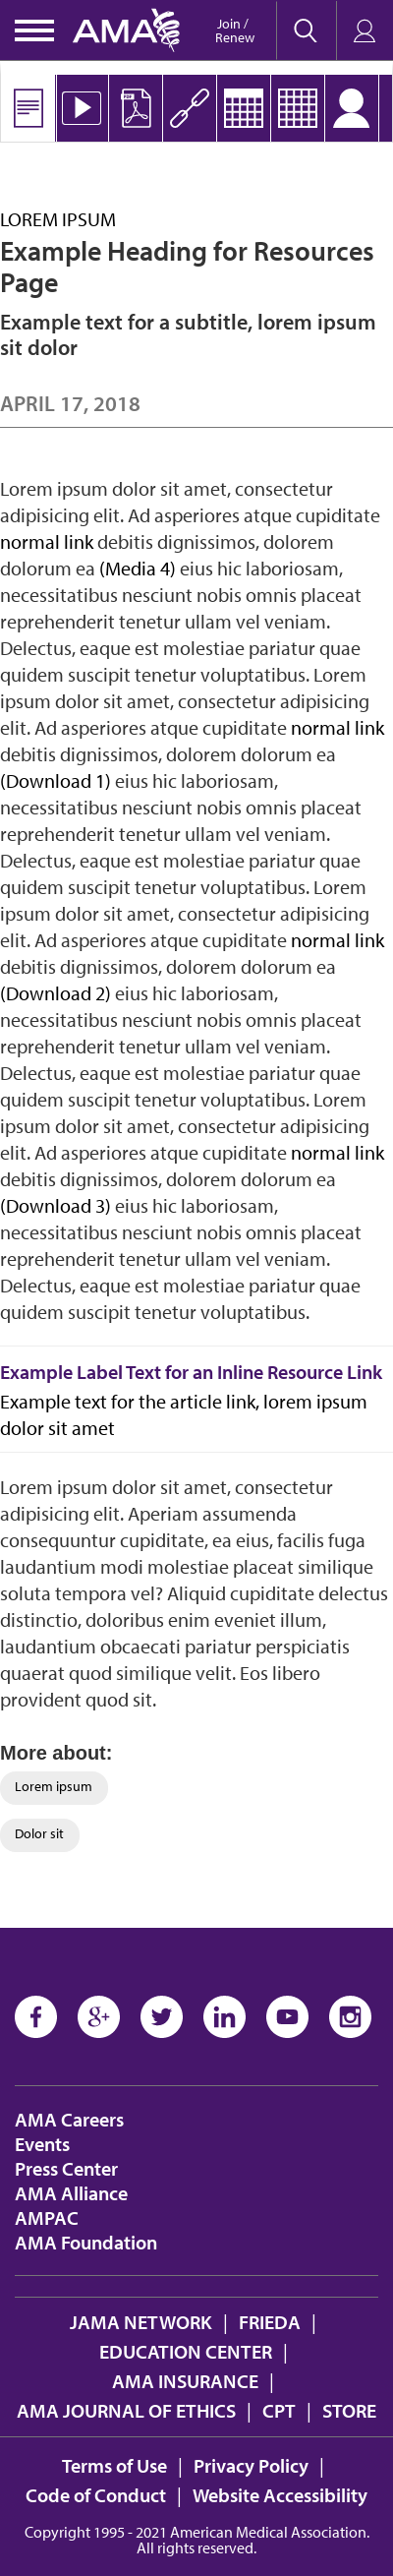 AMA
Join /
Renew
PDF
LOREM IPSUM
Example Heading for Resources
Page
Example text for a subtitle, lorem ipsum
sit dolor
APRIL 17, 2018
Lorem ipsum dolor sit amet, consectetur
adipisicing elit. Ad asperiores atque cupiditate
normal link debitis dignissimos, dolorem
dolorum ea (Media 4) eius hic laboriosam,
necessitatibus nesciunt nobis omnis placeat
reprehenderit tenetur ullam vel veniam.
Delectus, eaque est molestiae pariatur quae
quidem suscipit tenetur voluptatibus. Lorem
ipsum dolor sit amet, consectetur adipisicing
elit. Ad asperiores atque cupiditate normal link
debitis dignissimos, dolorem dolorum ea
(Download 1) eius hic laboriosam,
necessitatibus nesciunt nobis omnis placeat
reprehenderit tenetur ullam vel veniam.
Delectus, eaque est molestiae pariatur quae
quidem suscipit tenetur voluptatibus. Lorem
ipsum dolor sit amet, consectetur adipisicing
elit. Ad asperiores atque cupiditate normal link
debitis dignissimos, dolorem dolorum ea
(Download 2) eius hic laboriosam,
necessitatibus nesciunt nobis omnis placeat
reprehenderit tenetur ullam vel veniam.
Delectus, eaque est molestiae pariatur quae
quidem suscipit tenetur voluptatibus. Lorem
ipsum dolor sit amet, consectetur adipisicing
elit. Ad asperiores atque cupiditate normal link
debitis dignissimos, dolorem dolorum ea
(Download 3) eius hic laboriosam,
necessitatibus nesciunt nobis omnis placeat
reprehenderit tenetur ullam vel veniam.
Delectus, eaque est molestiae pariatur quae
quidem suscipit tenetur voluptatibus.
Example Label Text for an Inline Resource Link
Example text for the article link, lorem ipsum
dolor sit amet
Lorem ipsum dolor sit amet, consectetur
adipisicing elit. Aperiam assumenda
consequuntur cupiditate, ea eius, facilis fuga
laudantium modi molestiae placeat similique
soluta tempora vel? Aliquid cupiditate delectus
distinctio, doloribus enim eveniet illum,
laudantium obcaecati pariatur perspiciatis
quaerat quod similique velit. Eos libero
provident quod sit.
More about:
Lorem ipsum
Dolor sit
AMA Careers
Events
Press Center
AMA Alliance
AMPAC
AMA Foundation
JAMA NETWORK | FRIEDA |
EDUCATION CENTER |
AMA INSURANCE |
AMA JOURNAL OF ETHICS | CPT | STORE
Terms of Use | Privacy Policy |
Code of Conduct | Website Accessibility
Copyright 1995 - 2021 American Medical Association.
All rights reserved.